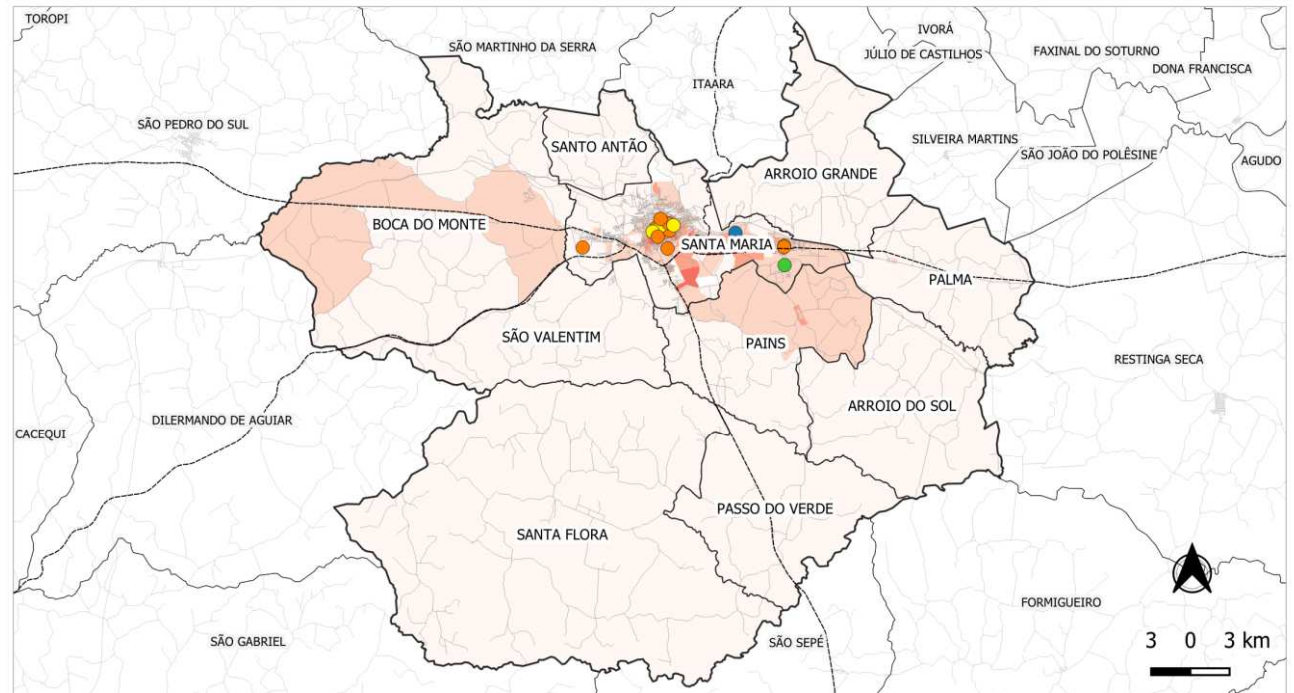 TOROPI
SÃO MARTINHO DA SERRA
IVORÁ
JÚLIO DE CASTILHOS
FAXINAL DO SOTURNO
DONA FRANCISCA
ITAARA
SÃO PEDRO DO SUL
SANTO ANTÃO
SILVEIRA MARTINS
SÃO JOÃO DO POLÊSINE
AGUDO
ARROIO GRANDE
BOCA DO MONTE
SANTA MARIA
PALMA
SÃO VALENTIM
PAINS
RESTINGA SECA
ARROIO DO SOL
DILERMANDO DE AGUIAR
CACEQUI
PASSO DO VERDE
SANTA FLORA
FORMIGUEIRO
SÃO GABRIEL
SÃO SEPÉ
3 0 3 km